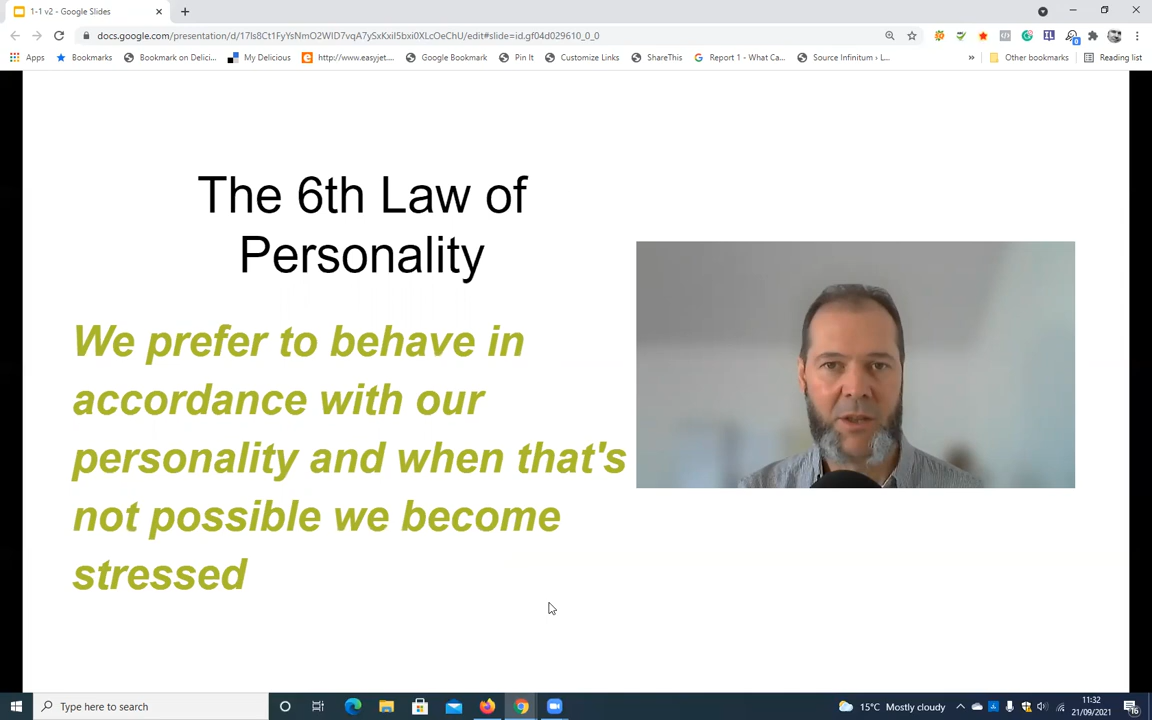 1-1 v2 - Google Slides
docs.google.com/presentation/d/17Is8Ct1FyYsNmO2WID7vqA7ySxKxiI5bxi0XLcOeChU/edit#slide=id.gf04d029610_0_0
Apps Bookmarks Bookmark on Delici... My Delicious http://www.easyjet.... Google Bookmark Pin It Customize Links ShareThis Report 1 - What Ca... Source Infinitum › L... » Other bookmarks Reading list
The 6th Law of
Personality
We prefer to behave in
accordance with our
personality and when that's
not possible we become
stressed
Type here to search
15°C Mostly cloudy
11:32
21/09/2021
16